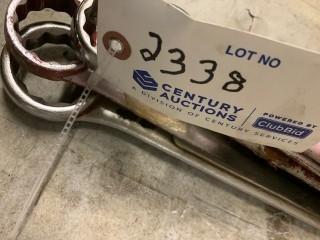 LOT NO
2338
CENTURY
AUCTIONS
A DIVISION OF CENTURY SERVICES
POWERED BY
ClubBid